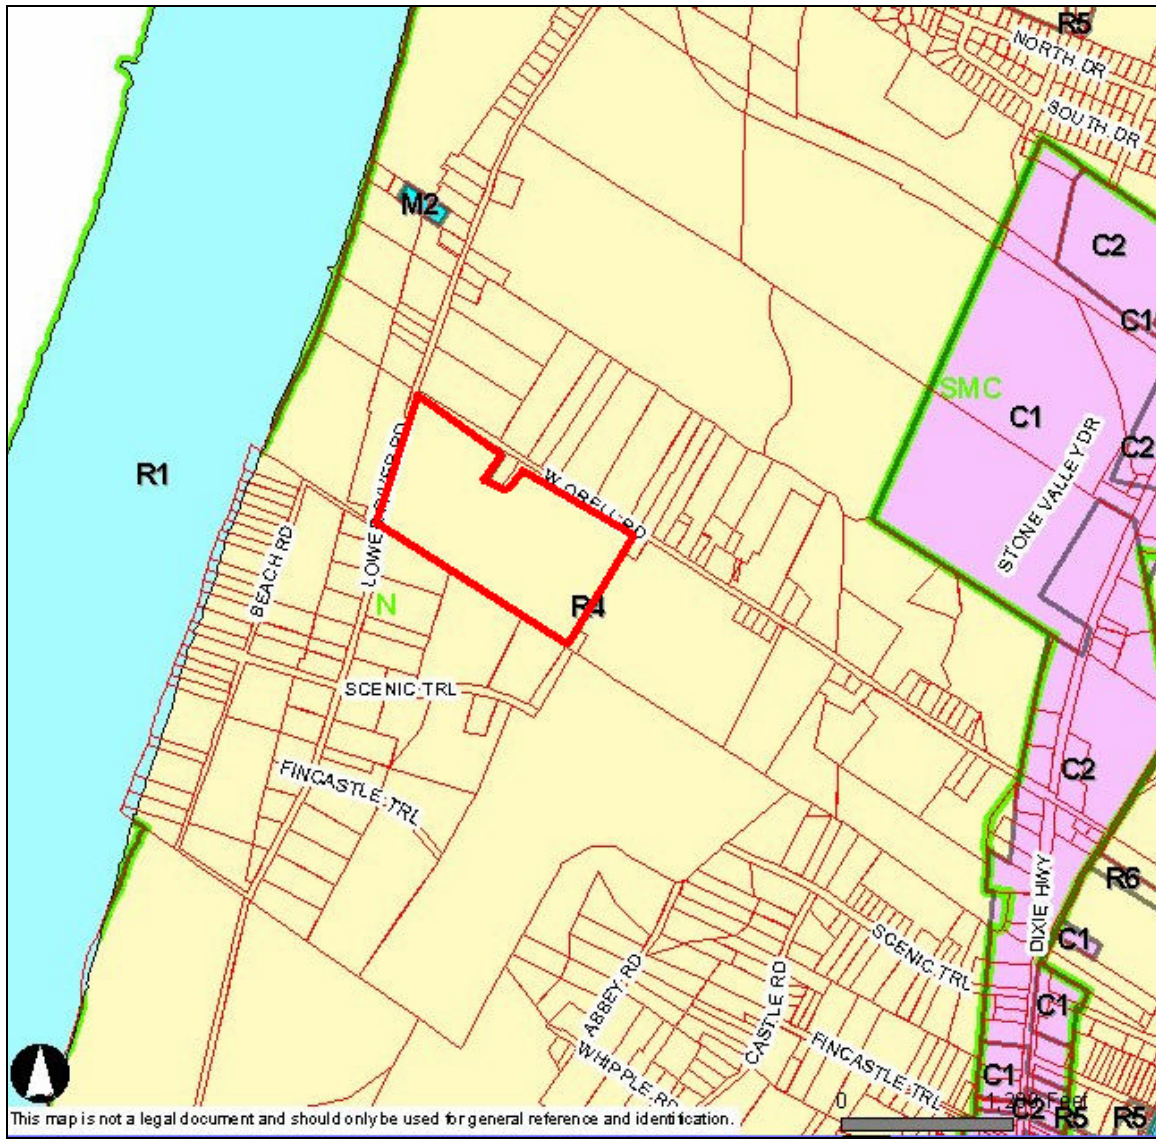 R5
NORTH DR
SOUTH DR
M2
C2
C1
SMC
C1
C2
STONE VALLEY DR
R1
LOWER RIVER RD
W ORELL RD
BEACH RD
N
R4
SCENIC TRL
FINCASTLE TRL
C2
R6
DIXIE HWY
C1
SCENIC TRL
ABBEY RD
CASTLE RD
C1
FINCASTLE TRL
WHIPPLE RD
C1
0
Feet
C2
R5
R5
This map is not a legal document and should only be used for general reference and identification.